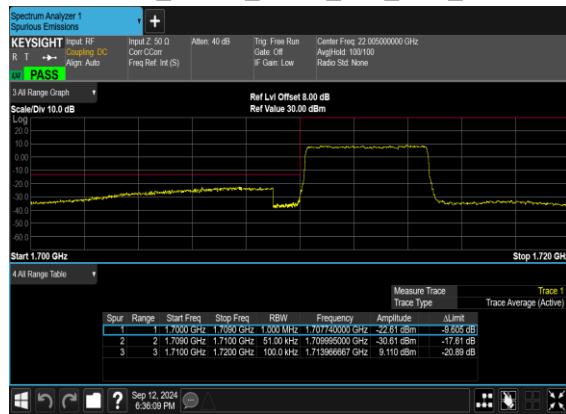 Spectrum Analyzer 1
Spurious Emissions
+
KEYSIGHT Input: RF Input Z: 50 Ω Atten: 40 dB Trig: Free Run Center Freq: 22.005000000 GHz
R T Coupling: DC Corr CCorr Gate: Off Avg|Hold: 100/100
Align: Auto Freq Ref: Int (S) IF Gain: Low Radio Std: None
LXI PASS
3 All Range Graph
Ref Lvl Offset 8.00 dB
Scale/Div 10.0 dB Ref Value 30.00 dBm
Log
20.0
10.0
0.00
-10.0
-20.0
-30.0
-40.0
-50.0
-60.0
Start 1.700 GHz Stop 1.720 GHz
4 All Range Table
Measure Trace Trace 1
Trace Type Trace Average (Active)
Spur Range Start Freq Stop Freq RBW Frequency Amplitude ΔLimit
1 1 1.7000 GHz 1.7090 GHz 1.000 MHz 1.707740000 GHz -22.61 dBm -9.605 dB
2 2 1.7090 GHz 1.7100 GHz 51.00 kHz 1.709995000 GHz -30.61 dBm -17.61 dB
3 3 1.7100 GHz 1.7200 GHz 100.0 kHz 1.713966667 GHz 9.110 dBm -20.89 dB
? Sep 12, 2024
6:36:09 PM